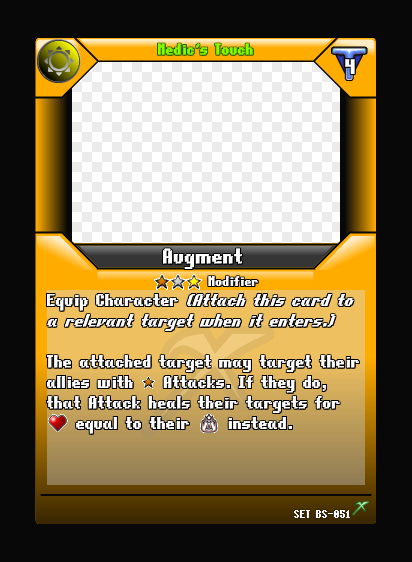 Medic's Touch
4
Augment
Modifier
Equip Character (Attach this card to
a relevant target when it enters.)
The attached target may target their
allies with Attacks. If they do,
that Attack heals their targets for
equal to their instead.
SET BS-051